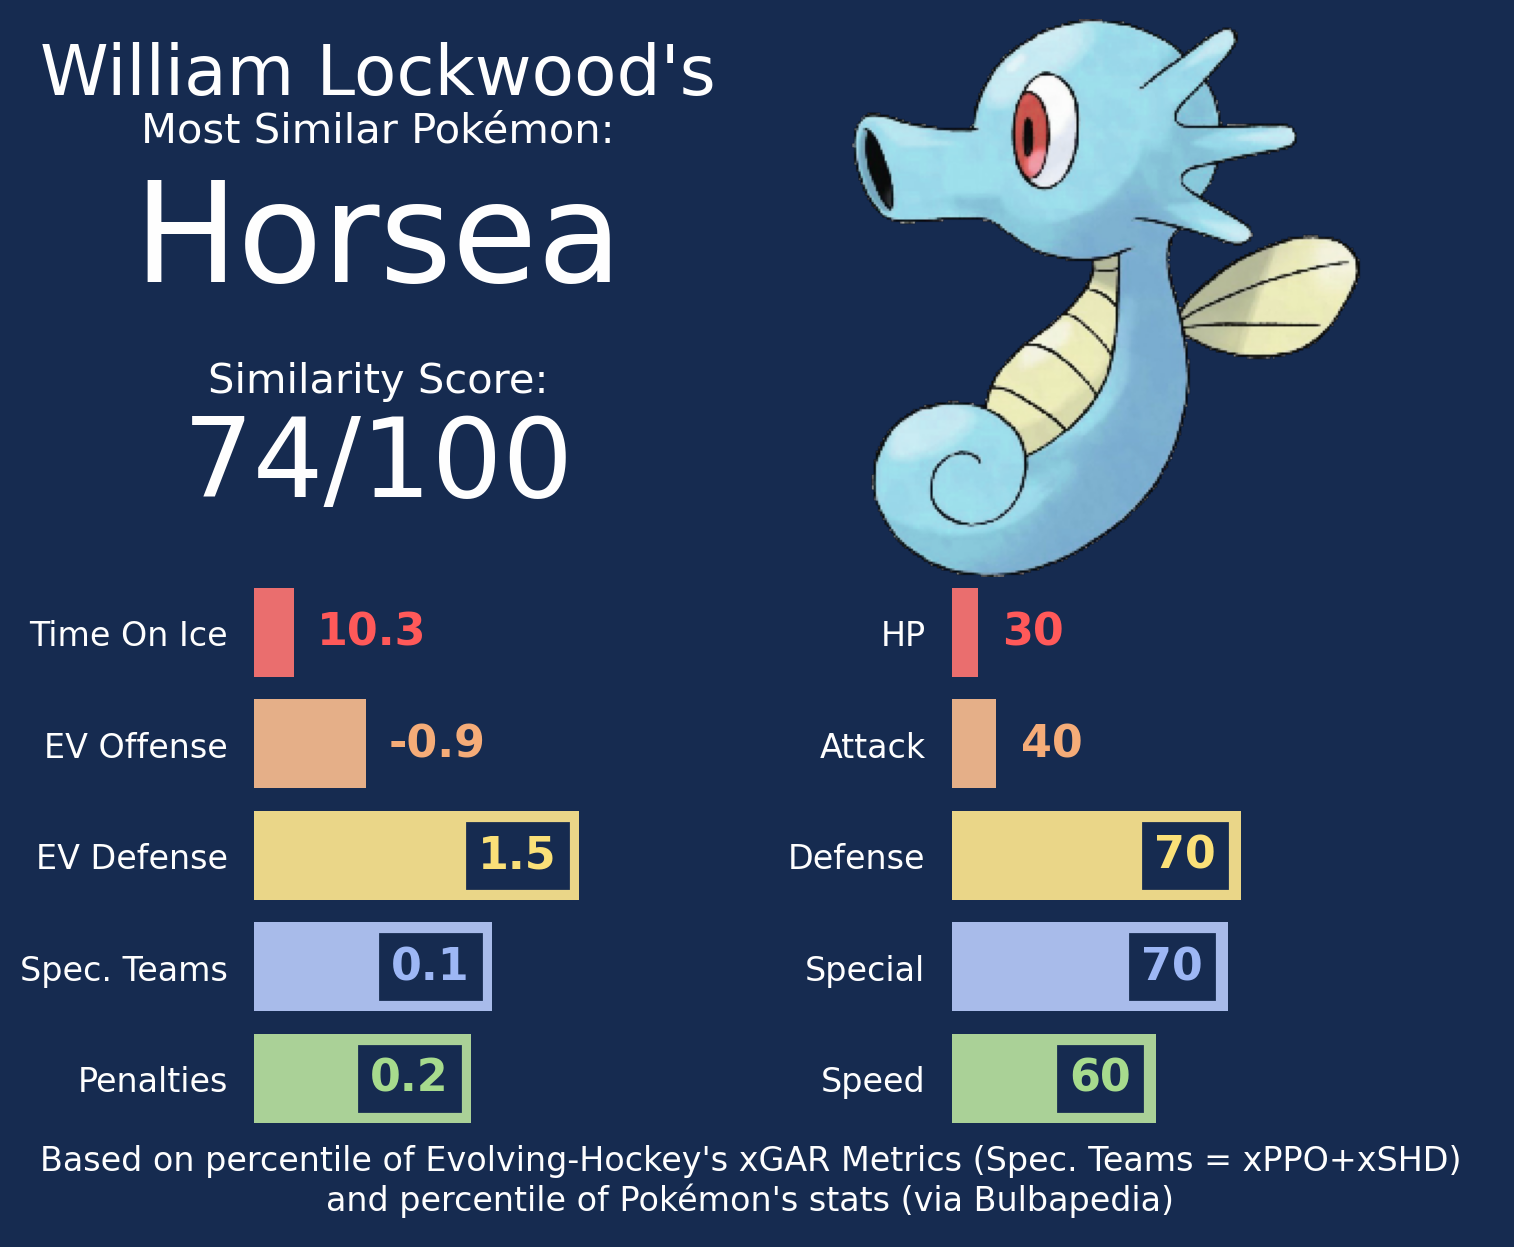 William Lockwood's
Most Similar Pokémon:
Horsea
Similarity Score:
74/100
Time On Ice 10.3
EV Offense -0.9
EV Defense 1.5
Spec. Teams 0.1
Penalties 0.2
HP 30
Attack 40
Defense 70
Special 70
Speed 60
Based on percentile of Evolving-Hockey's xGAR Metrics (Spec. Teams = xPPO+xSHD)
and percentile of Pokémon's stats (via Bulbapedia)